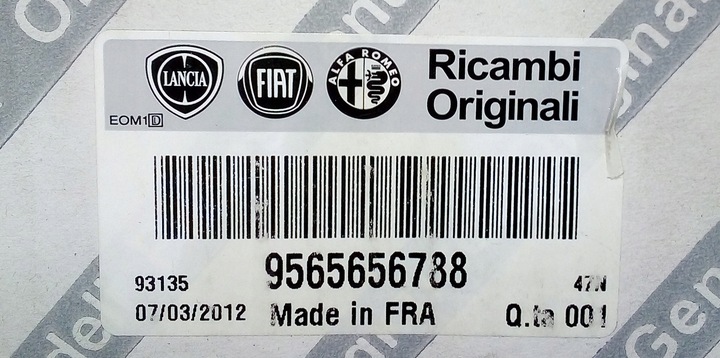 LANCIA
FIAT
ALFA ROMEO
Ricambi
Originali
EOM1D
93135
9565656788
47N
07/03/2012
Made in FRA
Q.ta 001